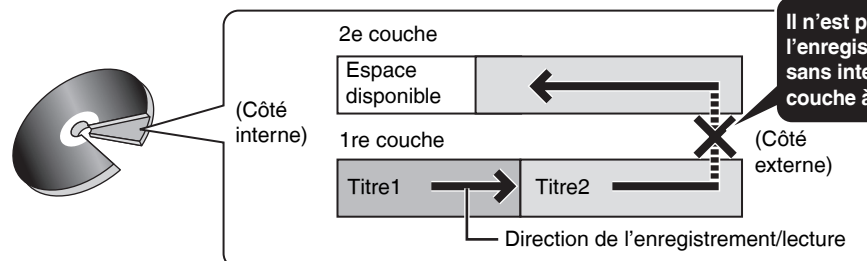 2e couche
Il n'est
l'enregis
sans
couche
Espace
disponible
(Côté
interne)
1re couche
(Côté
externe)
Titre1
Titre2
Direction de l'enregistrement/lecture